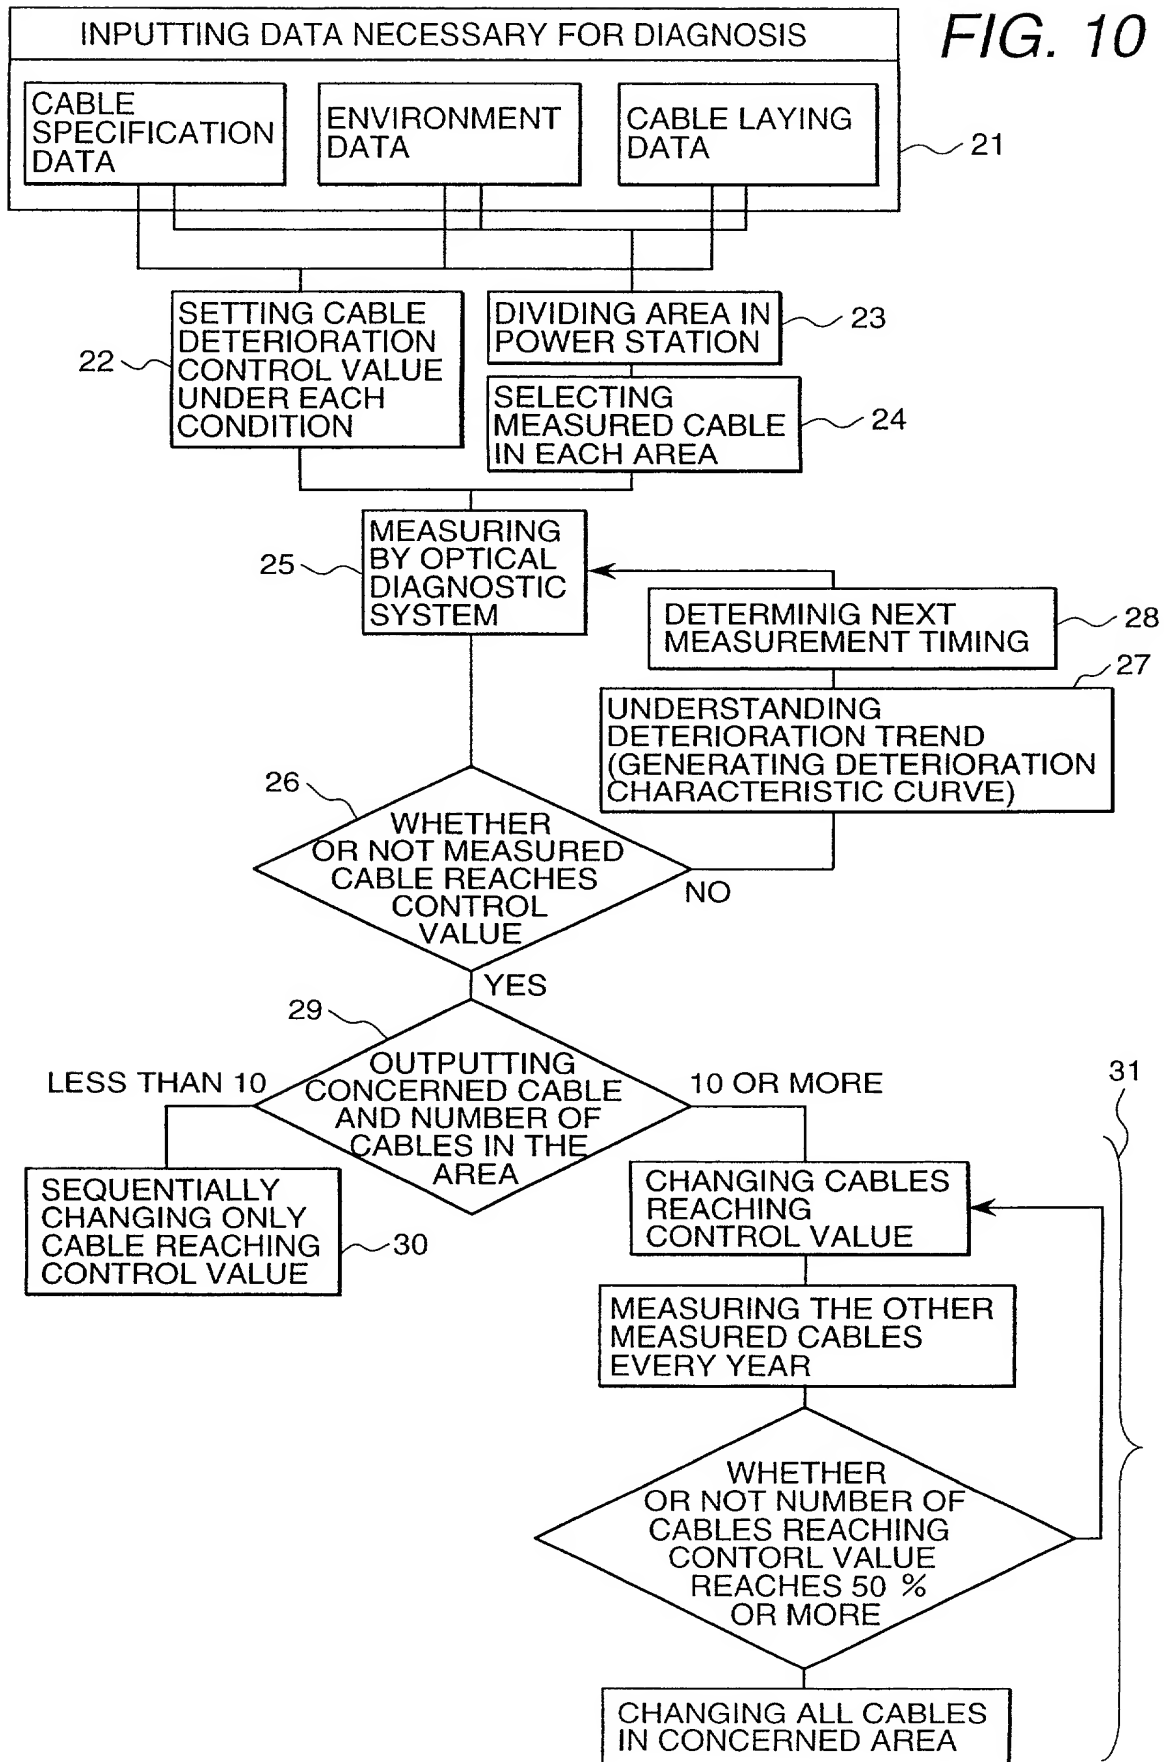 FIG. 10
INPUTTING DATA NECESSARY FOR DIAGNOSIS
CABLE
SPECIFICATION
DATA
ENVIRONMENT
DATA
CABLE LAYING
DATA
21
SETTING CABLE
DETERIORATION
CONTROL VALUE
UNDER EACH
CONDITION
22
DIVIDING AREA IN
POWER STATION
23
SELECTING
MEASURED CABLE
IN EACH AREA
24
MEASURING
BY OPTICAL
DIAGNOSTIC
SYSTEM
25
DETERMINIG NEXT
MEASUREMENT TIMING
28
27
UNDERSTANDING
DETERIORATION TREND
(GENERATING DETERIORATION
CHARACTERISTIC CURVE)
26
WHETHER
OR NOT MEASURED
CABLE REACHES
CONTROL
VALUE
NO
YES
29
OUTPUTTING
CONCERNED CABLE
AND NUMBER OF
CABLES IN THE
AREA
LESS THAN 10
10 OR MORE
31
SEQUENTIALLY
CHANGING ONLY
CABLE REACHING
CONTROL VALUE
30
CHANGING CABLES
REACHING
CONTROL VALUE
MEASURING THE OTHER
MEASURED CABLES
EVERY YEAR
WHETHER
OR NOT NUMBER OF
CABLES REACHING
CONTORL VALUE
REACHES 50 %
OR MORE
CHANGING ALL CABLES
IN CONCERNED AREA